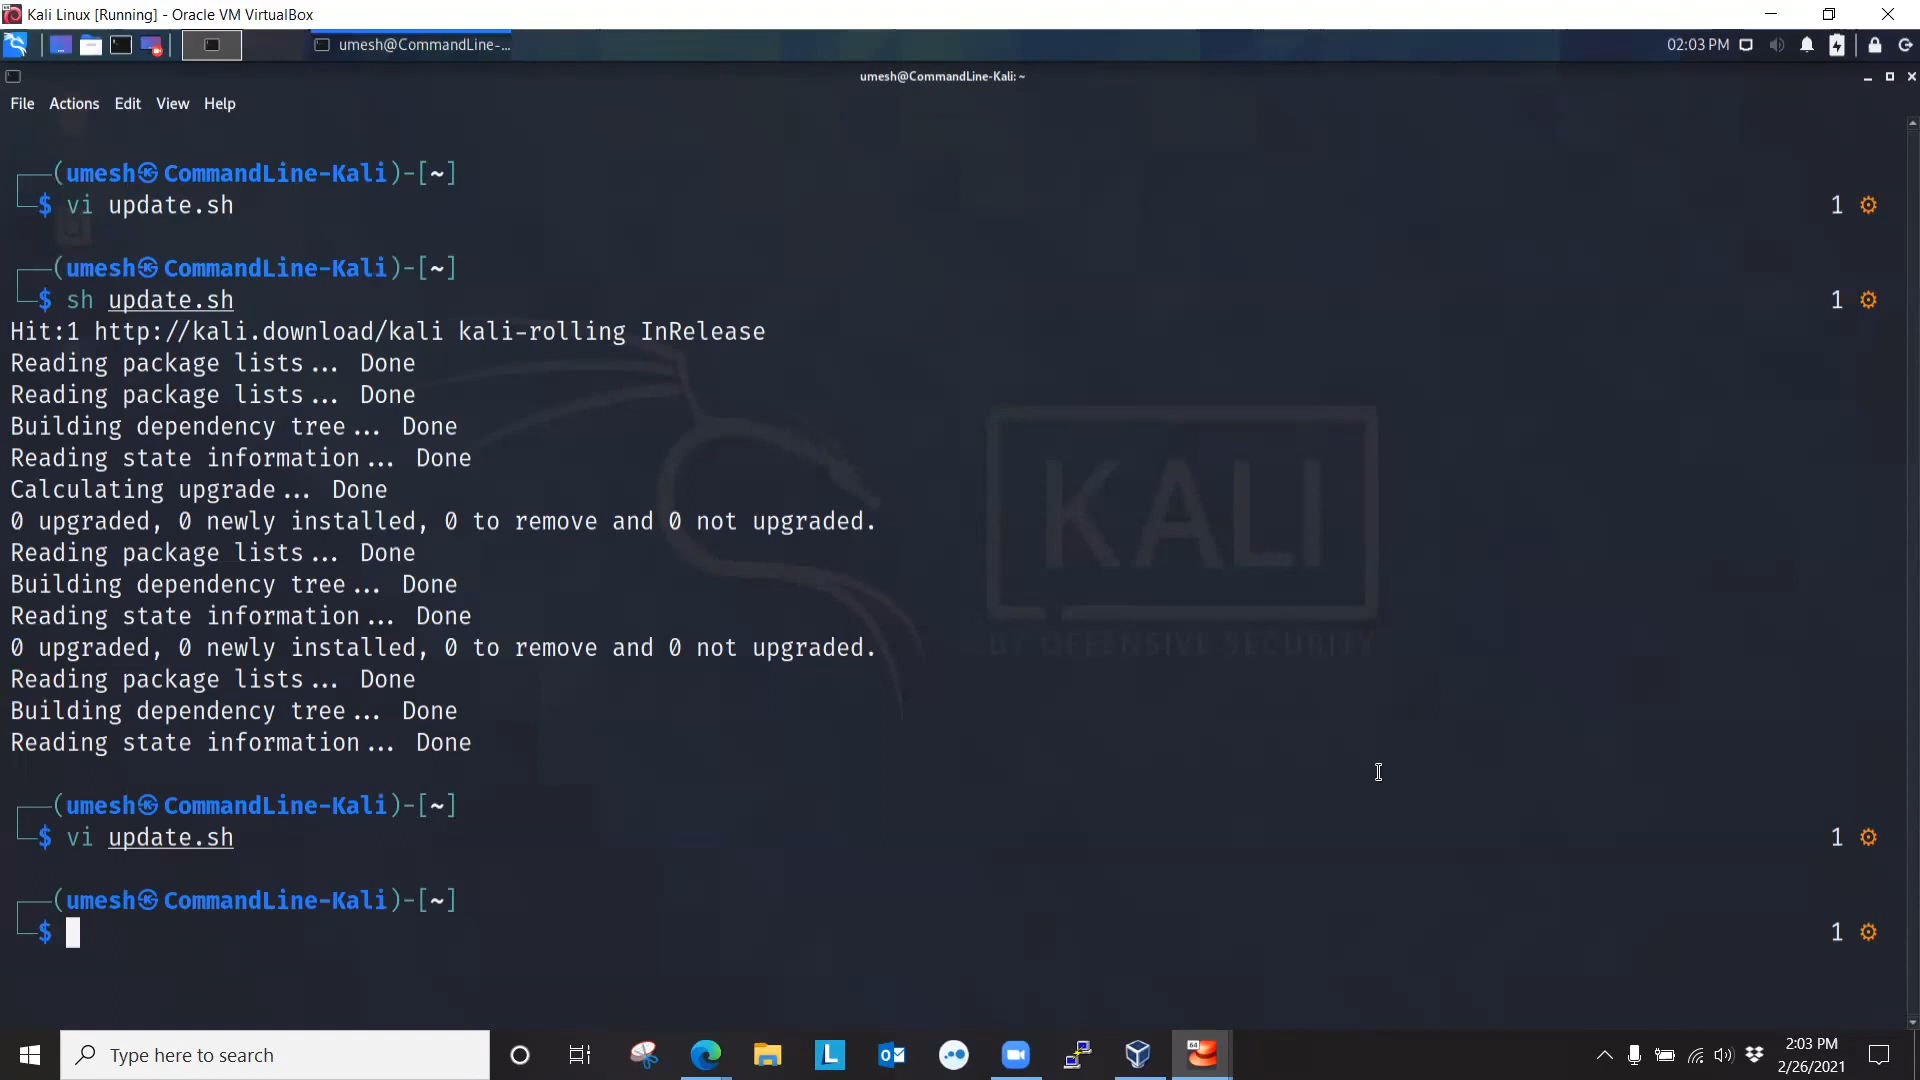 Kali Linux [Running] - Oracle VM VirtualBox
umesh@CommandLine-...
02:03 PM
umesh@CommandLine-Kali: ~
File Actions Edit View Help
(umesh㉿CommandLine-Kali)-[~]
$ vi update.sh
1
(umesh㉿CommandLine-Kali)-[~]
$ sh update.sh
1
Hit:1 http://kali.download/kali kali-rolling InRelease
Reading package lists... Done
Reading package lists... Done
Building dependency tree... Done
Reading state information... Done
Calculating upgrade... Done
0 upgraded, 0 newly installed, 0 to remove and 0 not upgraded.
Reading package lists... Done
Building dependency tree... Done
Reading state information... Done
0 upgraded, 0 newly installed, 0 to remove and 0 not upgraded.
Reading package lists... Done
Building dependency tree... Done
Reading state information... Done
KALI
BY OFFENSIVE SECURITY
(umesh㉿CommandLine-Kali)-[~]
$ vi update.sh
1
(umesh㉿CommandLine-Kali)-[~]
$
1
Type here to search
L
64
2:03 PM
2/26/2021